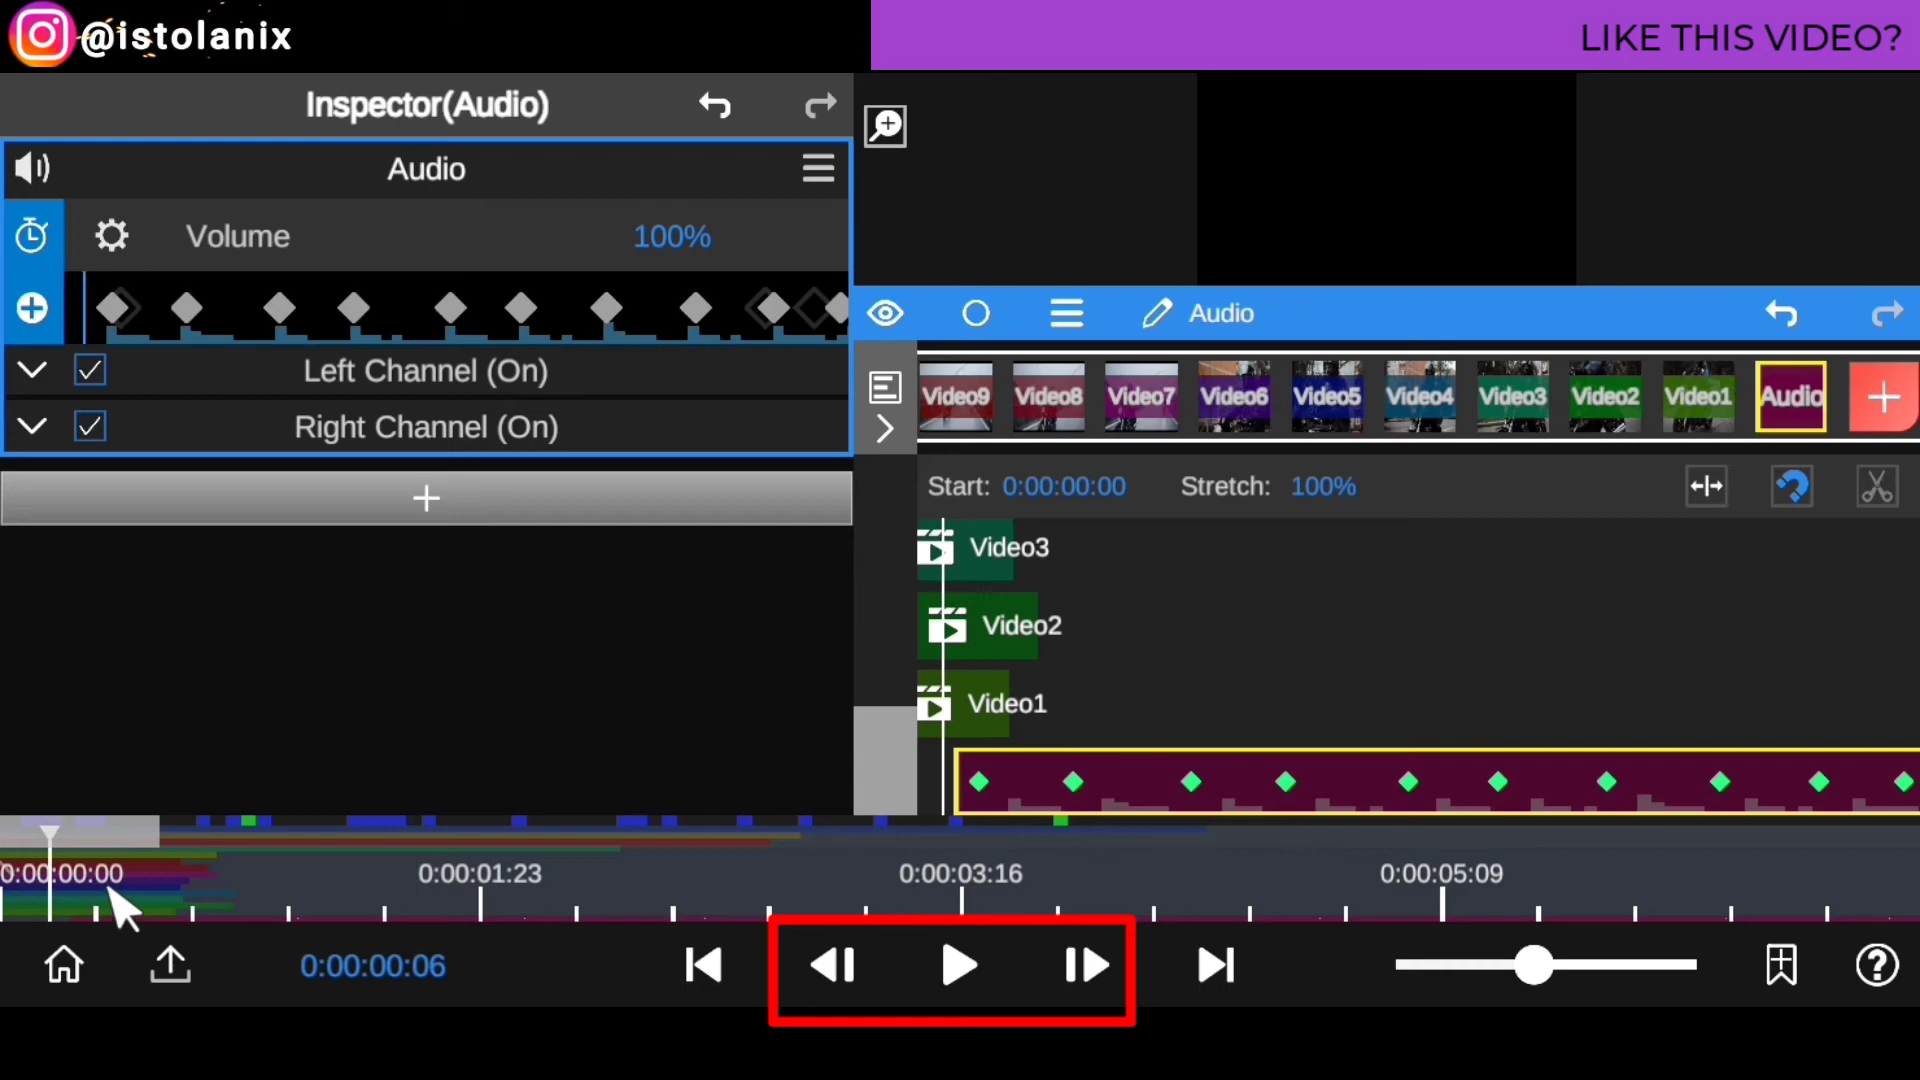 @istolanix
LIKE THIS VIDEO?
Inspector(Audio)
Audio
Volume
100%
Left Channel (On)
Right Channel (On)
+
Audio
Video9
Video8
Video7
Video6
Video5
Video4
Video3
Video2
Video1
Audio
+
Start: 0:00:00:00
Stretch: 100%
Video3
Video2
Video1
0:00:00:00
0:00:01:23
0:00:03:16
0:00:05:09
0:00:00:06
?